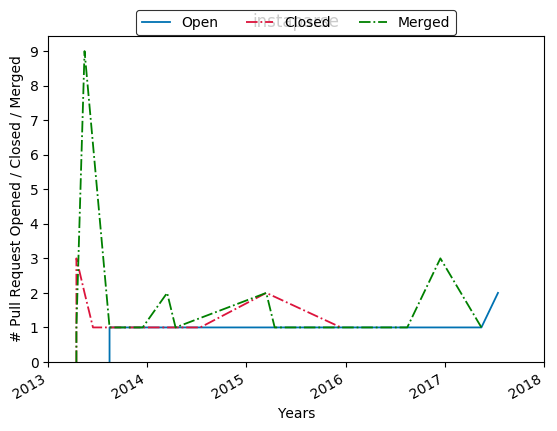 instaparse
Open Closed Merged
# Pull Request Opened / Closed / Merged
9
8
7
6
5
4
3
2
1
0
2013 2014 2015 2016 2017 2018
Years